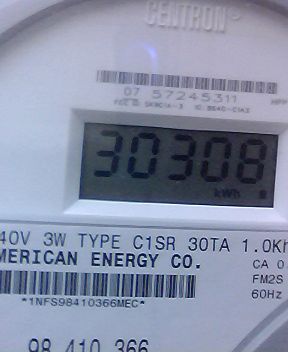 CENTRON®
07 57245311
30308
kWh
40V 3W TYPE C1SR 30TA 1.0Kh
MERICAN ENERGY CO.
CA 0.
FM2S
*1NFS98410366MEC*
60Hz
98 410 366